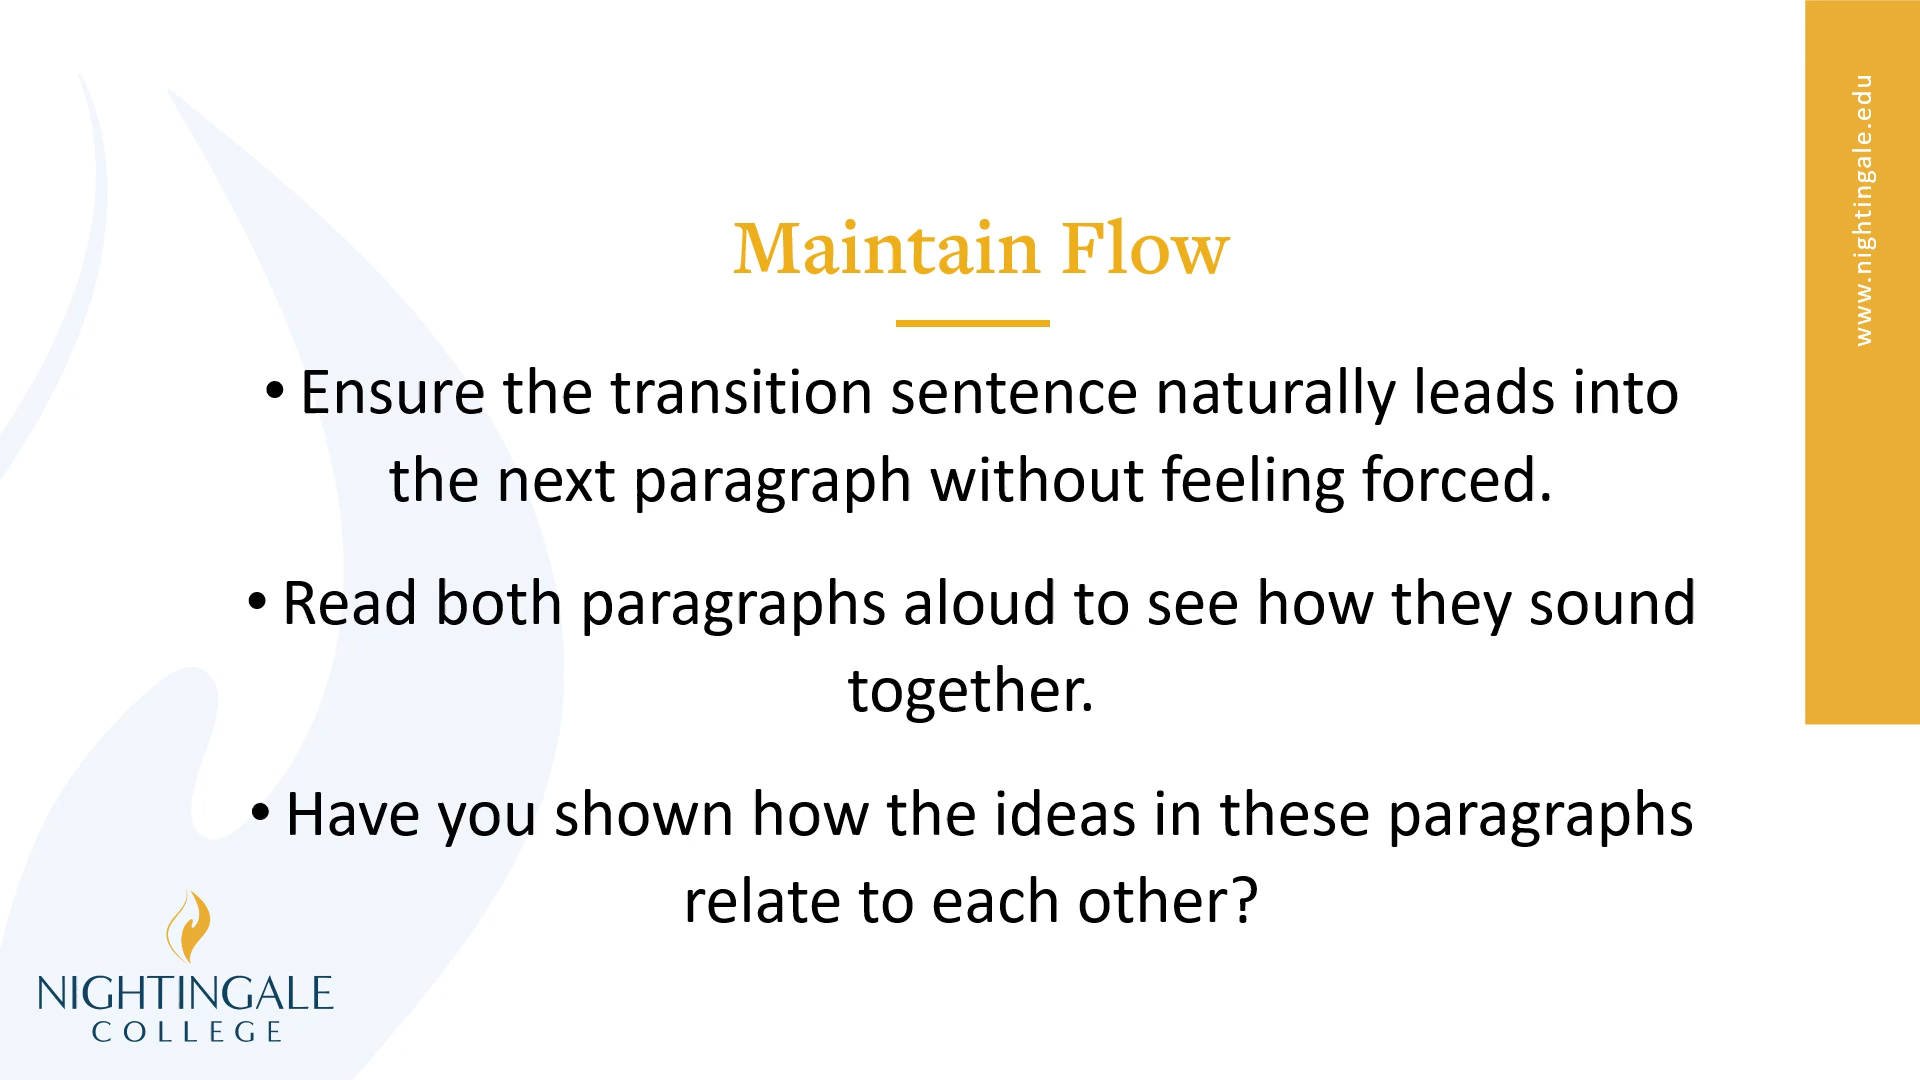 Maintain Flow
• Ensure the transition sentence naturally leads into
the next paragraph without feeling forced.
• Read both paragraphs aloud to see how they sound
together.
• Have you shown how the ideas in these paragraphs
relate to each other?
www.nightingale.edu
NIGHTINGALE
COLLEGE